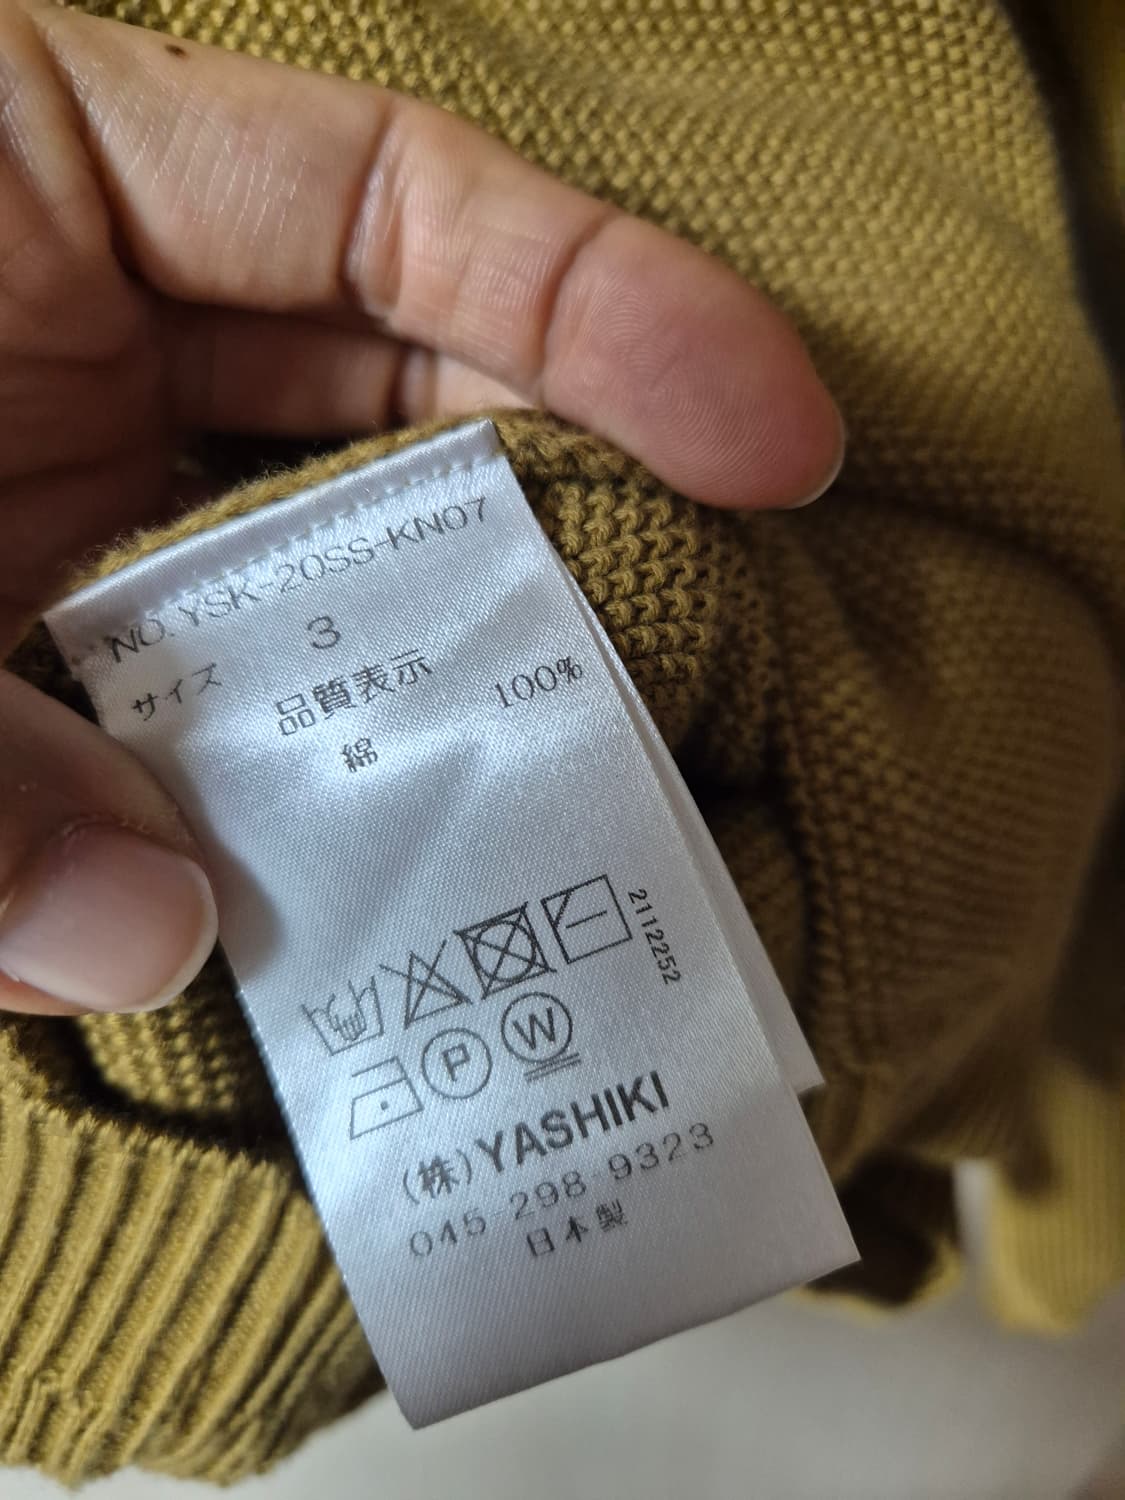 NO.YSK-20SS-KN07
サイズ 3
品質表示
綿 100%
2112252
P W
(株)YASHIKI
045-298-9323
日本製